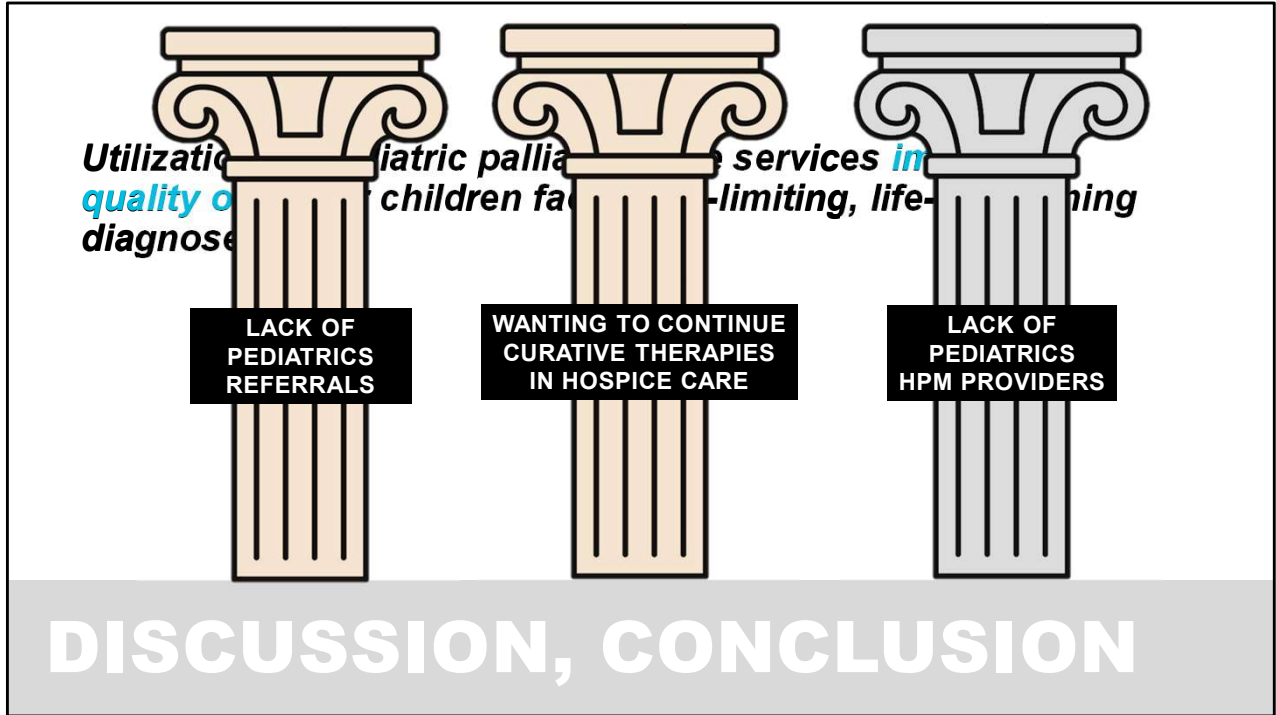 Utilizatio iatric pallia e services im
quality o r children fac -limiting, life- ning
diagnose
LACK OF
PEDIATRICS
REFERRALS
WANTING TO CONTINUE
CURATIVE THERAPIES
IN HOSPICE CARE
LACK OF
PEDIATRICS
HPM PROVIDERS
DISCUSSION, CONCLUSION